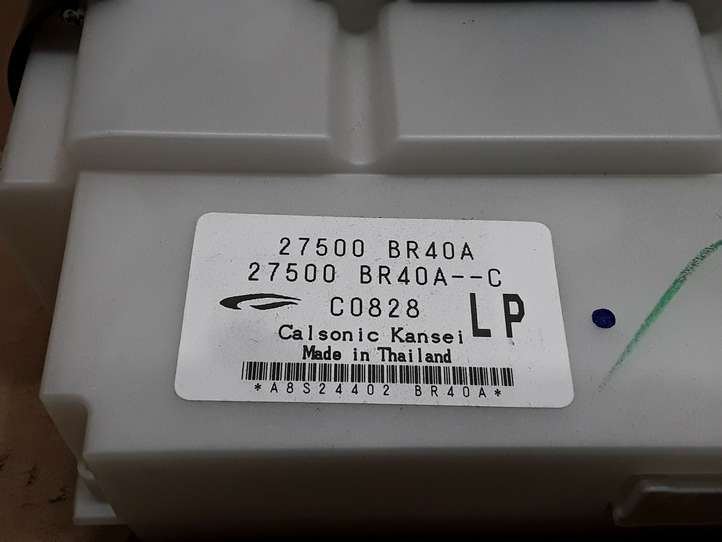 27500 BR40A
27500 BR40A--C
C0828
LP
Calsonic Kansei
Made in Thailand
*A8S24402 BR40A*